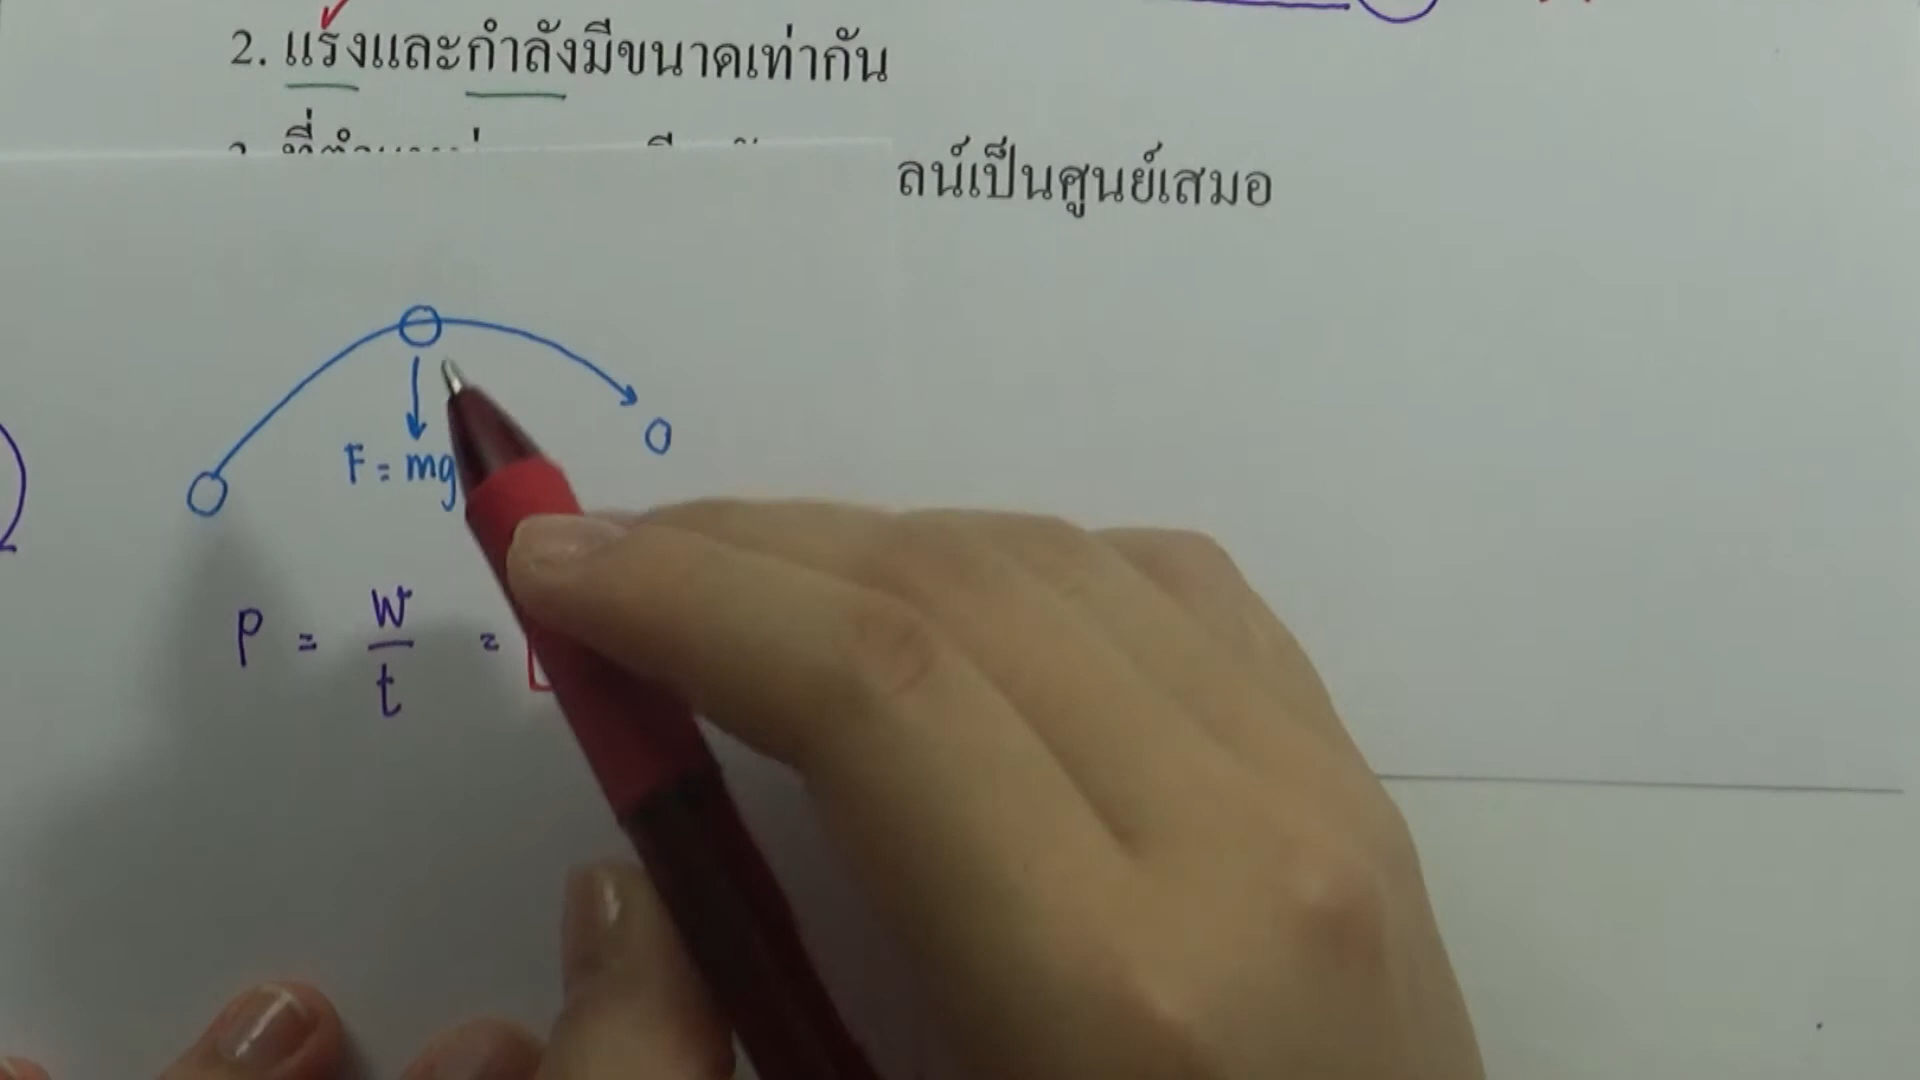 2. แรงและกำลังมีขนาดเท่ากัน
ลน์เป็นศูนย์เสมอ
F = mg
P = W/t =